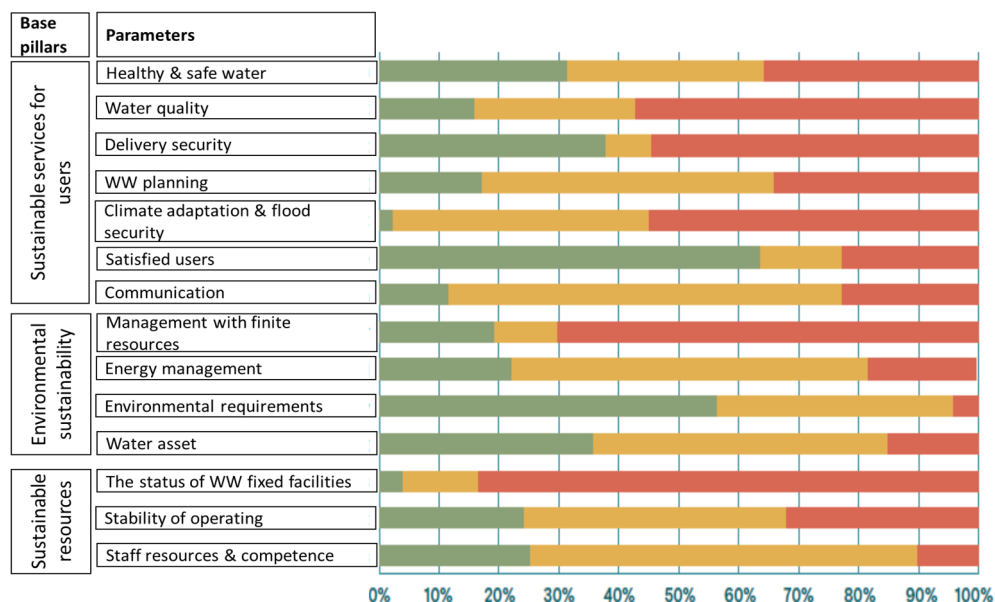 Base
pillars
Parameters
Sustainable services for
users
Healthy & safe water
Water quality
Delivery security
WW planning
Climate adaptation & flood
security
Satisfied users
Communication
Environmental
sustainability
Management with finite
resources
Energy management
Environmental requirements
Water asset
Sustainable
resources
The status of WW fixed facilities
Stability of operating
Staff resources & competence
0% 10% 20% 30% 40% 50% 60% 70% 80% 90% 100%